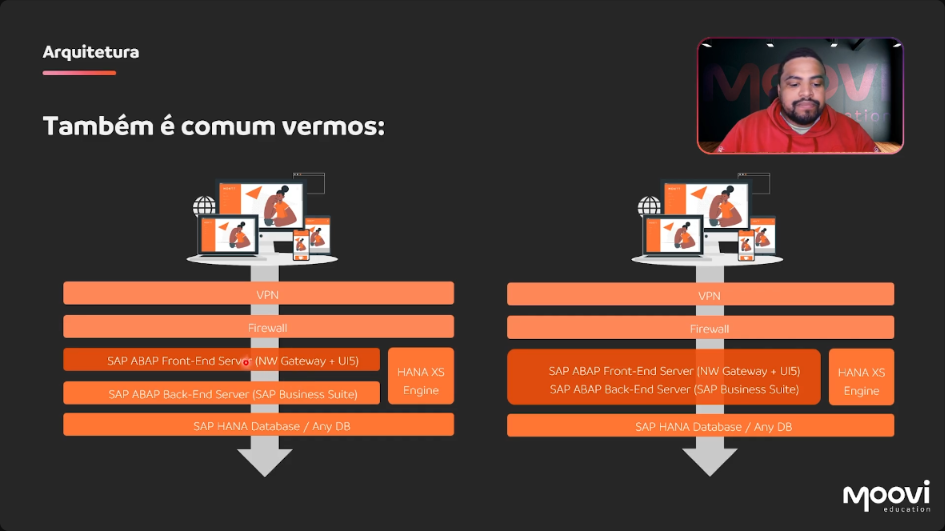 Arquitetura
Também é comum vermos:
VPN
Firewall
SAP ABAP Front-End Server (NW Gateway + UI5)
SAP ABAP Back-End Server (SAP Business Suite)
HANA XS
Engine
SAP HANA Database / Any DB
VPN
Firewall
SAP ABAP Front-End Server (NW Gateway + UI5)
SAP ABAP Back-End Server (SAP Business Suite)
HANA XS
Engine
SAP HANA Database / Any DB
moovi
education